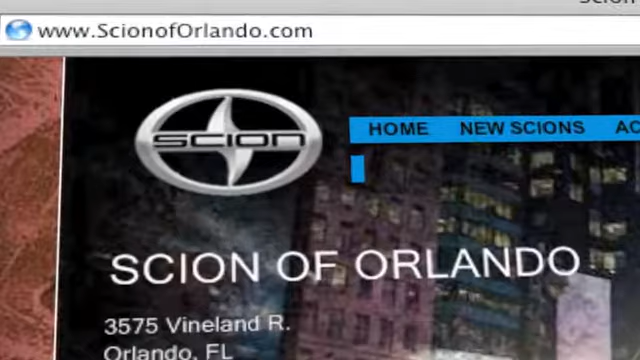 www.ScionofOrlando.com
SCION
HOME NEW SCIONS
SCION OF ORLANDO
3575 Vineland R.
Orlando, FL